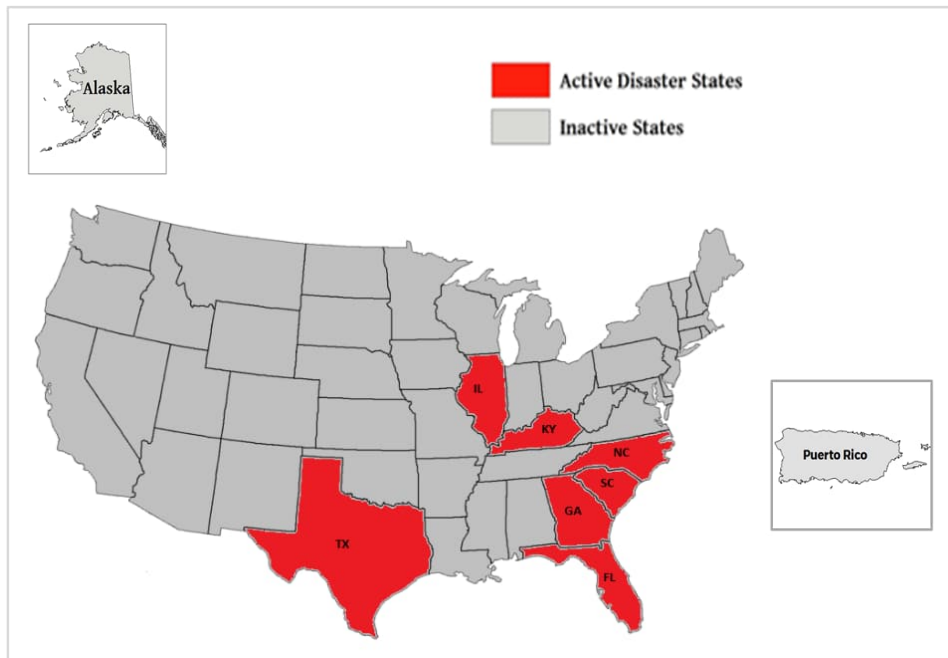 Alaska
Active Disaster States
Inactive States
IL
KY
NC
SC
GA
TX
FL
Puerto Rico